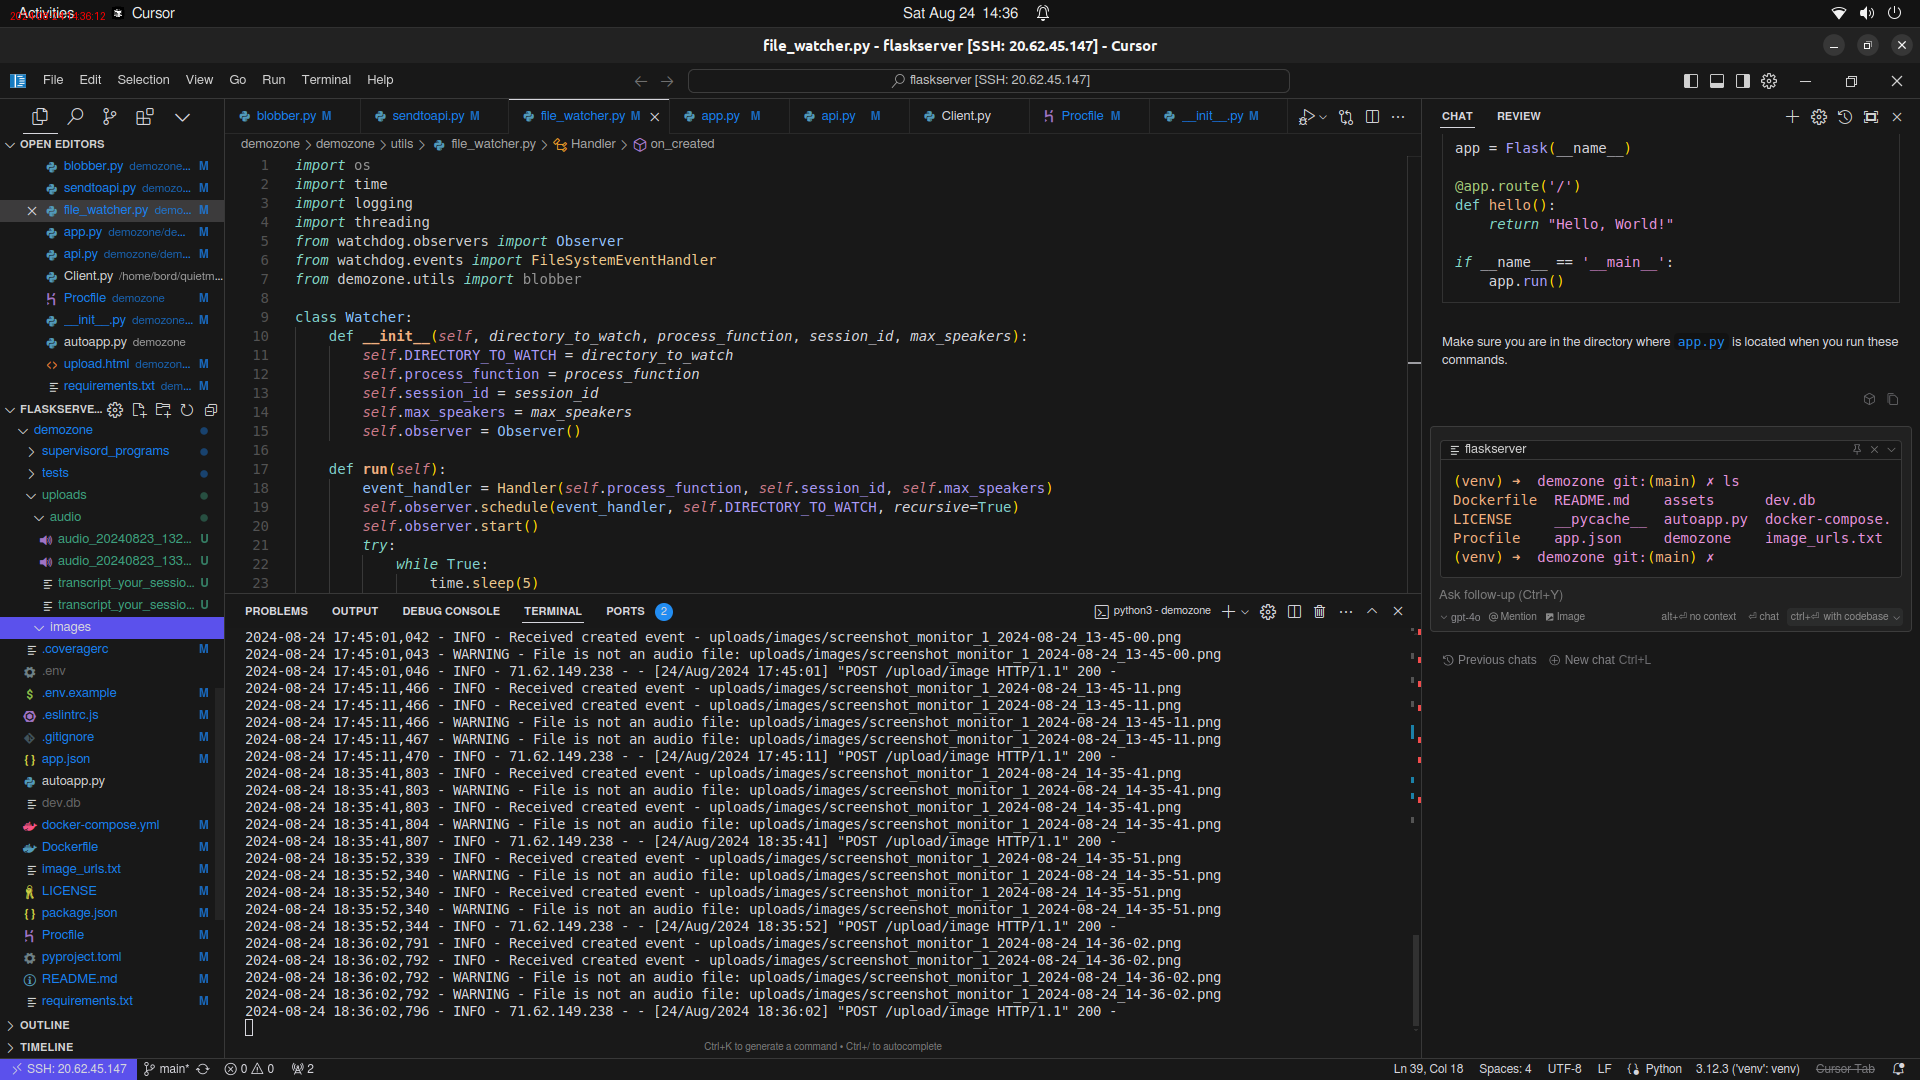 Activities
Cursor
Sat Aug 24 14:36
file_watcher.py - flaskserver [SSH: 20.62.45.147] - Cursor
File Edit Selection View Go Run Terminal Help
flaskserver [SSH: 20.62.45.147]
OPEN EDITORS
blobber.py demozone... M
sendtoapi.py demozo... M
file_watcher.py demo... M
app.py demozone/de... M
api.py demozone/dem... M
Client.py /home/bord/quietm...
Procfile demozone M
__init__.py demozone... M
autoapp.py demozone
upload.html demozon... M
requirements.txt dem... M
FLASKSERVE...
demozone
supervisord_programs
tests
uploads
audio
audio_20240823_132... U
audio_20240823_133... U
transcript_your_sessio... U
transcript_your_sessio... U
images
.coveragerc M
.env
.env.example M
.eslintrc.js M
.gitignore M
app.json M
autoapp.py
dev.db
docker-compose.yml M
Dockerfile M
image_urls.txt M
LICENSE M
package.json M
Procfile M
pyproject.toml M
README.md M
requirements.txt M
OUTLINE
TIMELINE
blobber.py M sendtoapi.py M file_watcher.py M app.py M api.py M Client.py Procfile M __init__.py M
demozone > demozone > utils > file_watcher.py > Handler > on_created
1 import os
2 import time
3 import logging
4 import threading
5 from watchdog.observers import Observer
6 from watchdog.events import FileSystemEventHandler
7 from demozone.utils import blobber
8
9 class Watcher:
10 def __init__(self, directory_to_watch, process_function, session_id, max_speakers):
11 self.DIRECTORY_TO_WATCH = directory_to_watch
12 self.process_function = process_function
13 self.session_id = session_id
14 self.max_speakers = max_speakers
15 self.observer = Observer()
16
17 def run(self):
18 event_handler = Handler(self.process_function, self.session_id, self.max_speakers)
19 self.observer.schedule(event_handler, self.DIRECTORY_TO_WATCH, recursive=True)
20 self.observer.start()
21 try:
22 while True:
23 time.sleep(5)
PROBLEMS OUTPUT DEBUG CONSOLE TERMINAL PORTS 2
python3 - demozone
2024-08-24 17:45:01,042 - INFO - Received created event - uploads/images/screenshot_monitor_1_2024-08-24_13-45-00.png
2024-08-24 17:45:01,043 - WARNING - File is not an audio file: uploads/images/screenshot_monitor_1_2024-08-24_13-45-00.png
2024-08-24 17:45:01,046 - INFO - 71.62.149.238 - - [24/Aug/2024 17:45:01] "POST /upload/image HTTP/1.1" 200 -
2024-08-24 17:45:11,466 - INFO - Received created event - uploads/images/screenshot_monitor_1_2024-08-24_13-45-11.png
2024-08-24 17:45:11,466 - INFO - Received created event - uploads/images/screenshot_monitor_1_2024-08-24_13-45-11.png
2024-08-24 17:45:11,466 - WARNING - File is not an audio file: uploads/images/screenshot_monitor_1_2024-08-24_13-45-11.png
2024-08-24 17:45:11,467 - WARNING - File is not an audio file: uploads/images/screenshot_monitor_1_2024-08-24_13-45-11.png
2024-08-24 17:45:11,470 - INFO - 71.62.149.238 - - [24/Aug/2024 17:45:11] "POST /upload/image HTTP/1.1" 200 -
2024-08-24 18:35:41,803 - INFO - Received created event - uploads/images/screenshot_monitor_1_2024-08-24_14-35-41.png
2024-08-24 18:35:41,803 - WARNING - File is not an audio file: uploads/images/screenshot_monitor_1_2024-08-24_14-35-41.png
2024-08-24 18:35:41,803 - INFO - Received created event - uploads/images/screenshot_monitor_1_2024-08-24_14-35-41.png
2024-08-24 18:35:41,804 - WARNING - File is not an audio file: uploads/images/screenshot_monitor_1_2024-08-24_14-35-41.png
2024-08-24 18:35:41,807 - INFO - 71.62.149.238 - - [24/Aug/2024 18:35:41] "POST /upload/image HTTP/1.1" 200 -
2024-08-24 18:35:52,339 - INFO - Received created event - uploads/images/screenshot_monitor_1_2024-08-24_14-35-51.png
2024-08-24 18:35:52,340 - WARNING - File is not an audio file: uploads/images/screenshot_monitor_1_2024-08-24_14-35-51.png
2024-08-24 18:35:52,340 - INFO - Received created event - uploads/images/screenshot_monitor_1_2024-08-24_14-35-51.png
2024-08-24 18:35:52,340 - WARNING - File is not an audio file: uploads/images/screenshot_monitor_1_2024-08-24_14-35-51.png
2024-08-24 18:35:52,344 - INFO - 71.62.149.238 - - [24/Aug/2024 18:35:52] "POST /upload/image HTTP/1.1" 200 -
2024-08-24 18:36:02,791 - INFO - Received created event - uploads/images/screenshot_monitor_1_2024-08-24_14-36-02.png
2024-08-24 18:36:02,792 - INFO - Received created event - uploads/images/screenshot_monitor_1_2024-08-24_14-36-02.png
2024-08-24 18:36:02,792 - WARNING - File is not an audio file: uploads/images/screenshot_monitor_1_2024-08-24_14-36-02.png
2024-08-24 18:36:02,792 - WARNING - File is not an audio file: uploads/images/screenshot_monitor_1_2024-08-24_14-36-02.png
2024-08-24 18:36:02,796 - INFO - 71.62.149.238 - - [24/Aug/2024 18:36:02] "POST /upload/image HTTP/1.1" 200 -
Ctrl+K to generate a command • Ctrl+/ to autocomplete
CHAT REVIEW
app = Flask(__name__)
@app.route('/')
def hello():
return "Hello, World!"
if __name__ == '__main__':
app.run()
Make sure you are in the directory where app.py is located when you run these
commands.
flaskserver
(venv) ➜ demozone git:(main) ✗ ls
Dockerfile README.md assets dev.db
LICENSE __pycache__ autoapp.py docker-compose.
Procfile app.json demozone image_urls.txt
(venv) ➜ demozone git:(main) ✗
Ask follow-up (Ctrl+Y)
gpt-4o @ Mention Image alt+⏎ no context ⏎ chat ctrl+⏎ with codebase
Previous chats New chat Ctrl+L
SSH: 20.62.45.147 main* 0 0 2
Ln 39, Col 18 Spaces: 4 UTF-8 LF Python 3.12.3 ('venv': venv) Cursor Tab